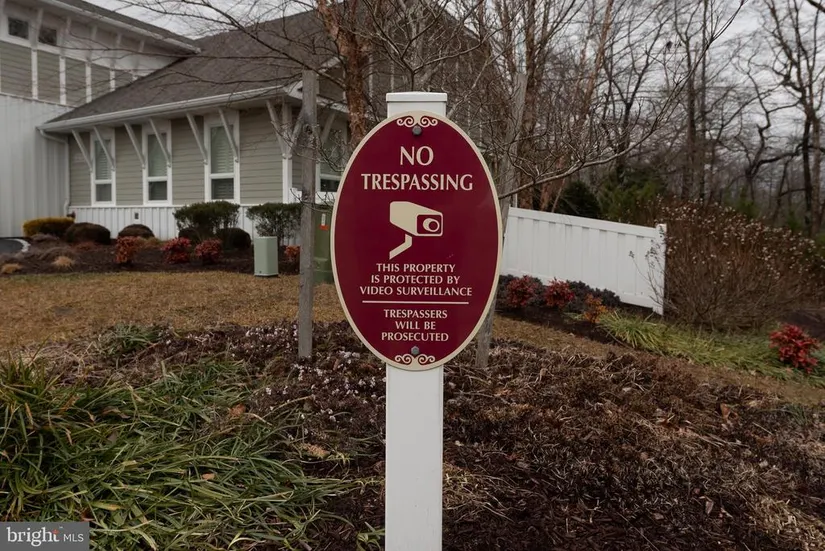 NO
TRESPASSING
THIS PROPERTY
IS PROTECTED BY
VIDEO SURVEILLANCE
TRESPASSERS
WILL BE
PROSECUTED
bright MLS